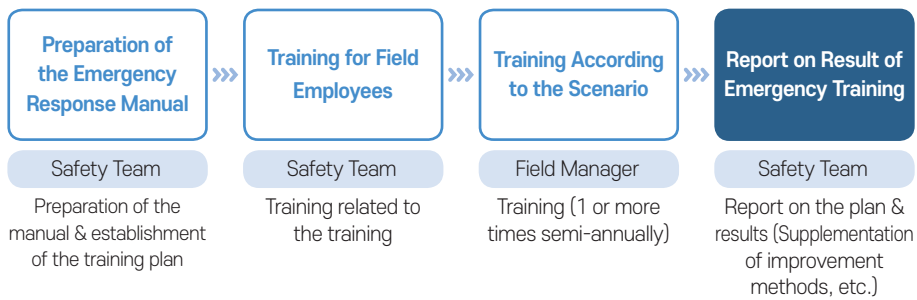 Preparation of
the Emergency
Response Manual
Safety Team
Preparation of the
manual & establishment
of the training plan
Training for Field
Employees
Safety Team
Training related to
the training
Training According
to the Scenario
Field Manager
Training (1 or more
times semi-annually)
Report on Result of
Emergency Training
Safety Team
Report on the plan &
results (Supplementation
of improvement
methods, etc.)